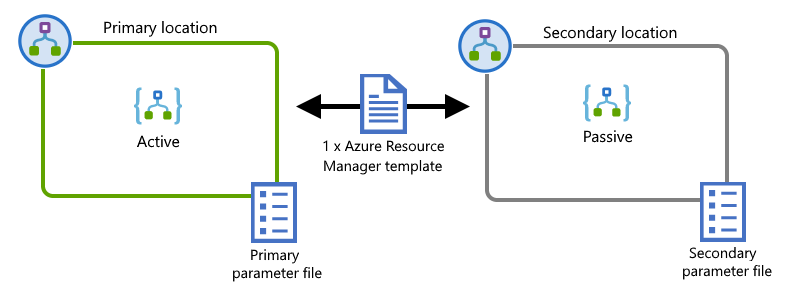 Primary location
Secondary location
Active
Passive
1 x Azure Resource
Manager template
Primary
parameter file
Secondary
parameter file